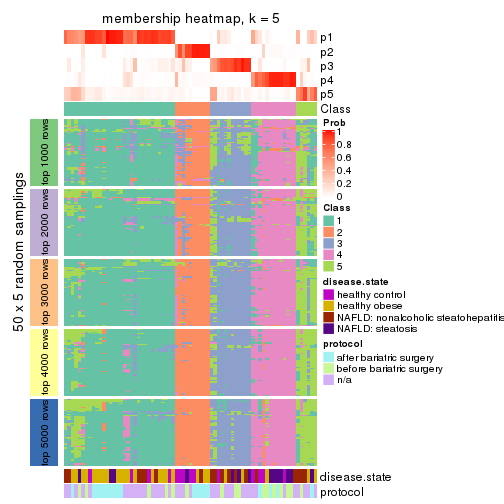 membership heatmap, k = 5
p1
p2
p3
p4
p5
Class
50 x 5 random samplings
top 1000 rows
top 2000 rows
top 3000 rows
top 4000 rows
top 5000 rows
disease.state
protocol
Prob
1
0.8
0.6
0.4
0.2
0
Class
1
2
3
4
5
disease.state
healthy control
healthy obese
NAFLD: nonalcoholic steatohepatitis
NAFLD: steatosis
protocol
after bariatric surgery
before bariatric surgery
n/a